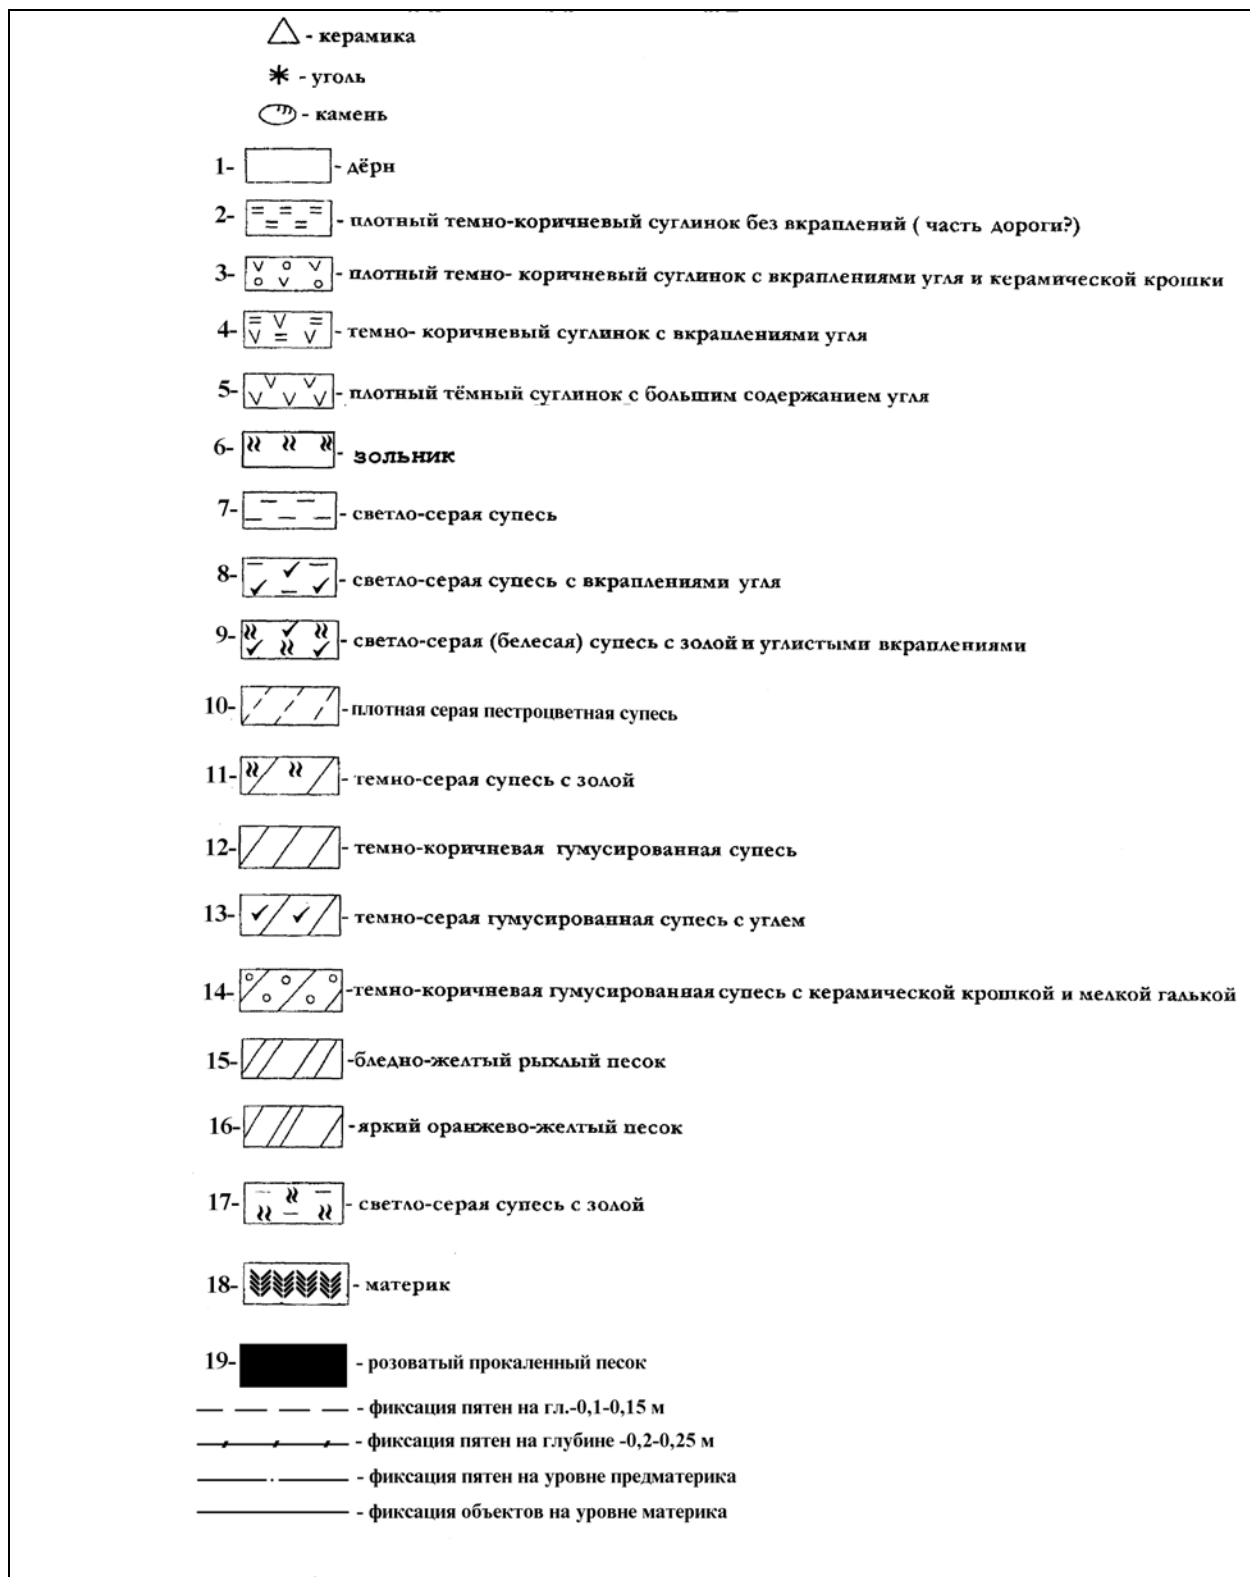 - керамика
- уголь
- камень
1- - дёрн
2- - плотный темно-коричневый суглинок без вкраплений ( часть дороги?)
3- - плотный темно- коричневый суглинок с вкраплениями угля и керамической крошки
4- - темно- коричневый суглинок с вкраплениями угля
5- - плотный тёмный суглинок с большим содержанием угля
6- - зольник
7- - светло-серая супесь
8- - светло-серая супесь с вкраплениями угля
9- - светло-серая (белесая) супесь с золой и углистыми вкраплениями
10- -плотная серая пестроцветная супесь
11- - темно-серая супесь с золой
12- - темно-коричневая гумусированная супесь
13- - темно-серая гумусированная супесь с углем
14- -темно-коричневая гумусированная супесь с керамической крошкой и мелкой галькой
15- -бледно-желтый рыхлый песок
16- -яркий оранжево-желтый песок
17- - светло-серая супесь с золой
18- - материк
19- - розоватый прокаленный песок
- фиксация пятен на гл.-0,1-0,15 м
- фиксация пятен на глубине -0,2-0,25 м
- фиксация пятен на уровне предматерика
- фиксация объектов на уровне материка